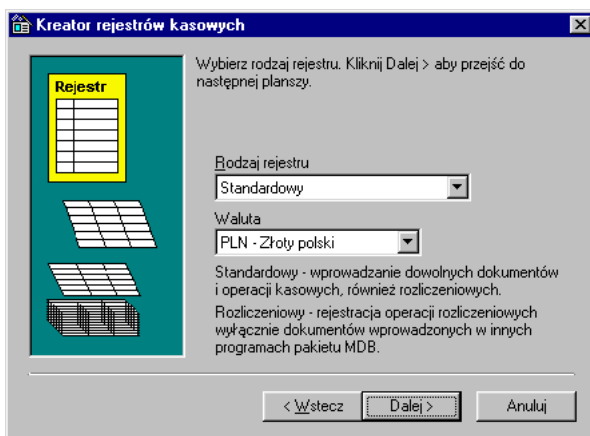 Kreator rejestrów kasowych
Rejestr
Wybierz rodzaj rejestru. Kliknij Dalej > aby przejść do
następnej planszy.
Rodzaj rejestru
Standardowy
Waluta
PLN - Złoty polski
Standardowy - wprowadzanie dowolnych dokumentów
i operacji kasowych, również rozliczeniowych.
Rozliczeniowy - rejestracja operacji rozliczeniowych
wyłącznie dokumentów wprowadzonych w innych
programach pakietu MDB.
< Wstecz
Dalej >
Anuluj